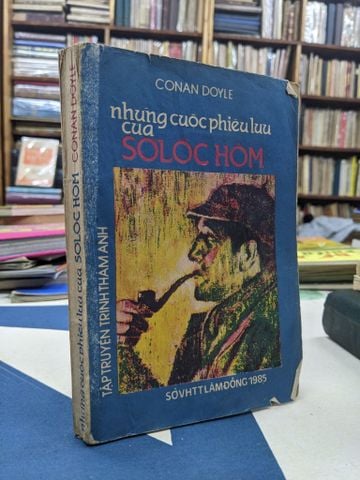 CONAN DOYLE
những cuộc phiêu lưu
của
SOLOC HÔM
TẬP TRUYỆN TRINH THÁM ANH
SỞ VHTT LÂM ĐỒNG 1985
những cuộc phiêu lưu của SOLOC HÔM CONAN DOYLE